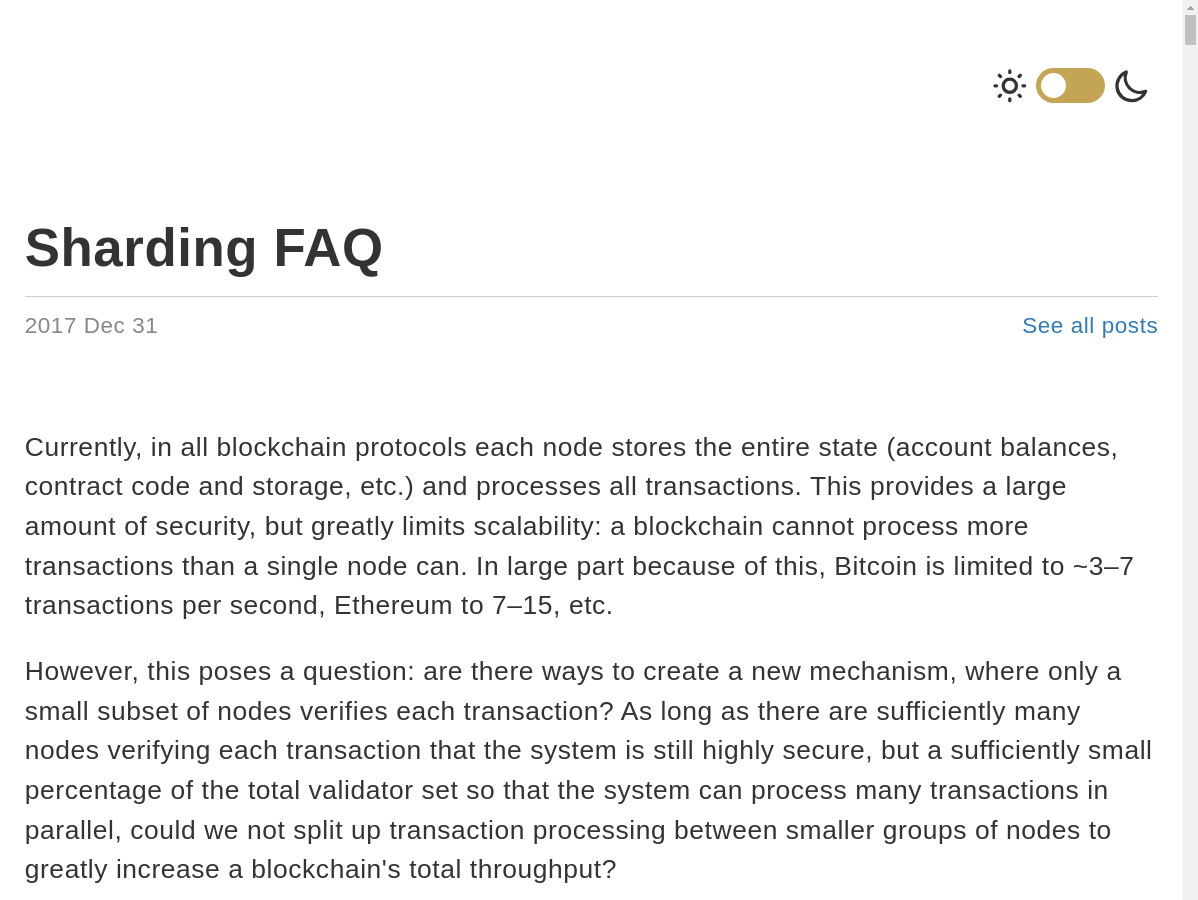 Sharding FAQ
2017 Dec 31
See all posts
Currently, in all blockchain protocols each node stores the entire state (account balances,
contract code and storage, etc.) and processes all transactions. This provides a large
amount of security, but greatly limits scalability: a blockchain cannot process more
transactions than a single node can. In large part because of this, Bitcoin is limited to ~3–7
transactions per second, Ethereum to 7–15, etc.
However, this poses a question: are there ways to create a new mechanism, where only a
small subset of nodes verifies each transaction? As long as there are sufficiently many
nodes verifying each transaction that the system is still highly secure, but a sufficiently small
percentage of the total validator set so that the system can process many transactions in
parallel, could we not split up transaction processing between smaller groups of nodes to
greatly increase a blockchain's total throughput?